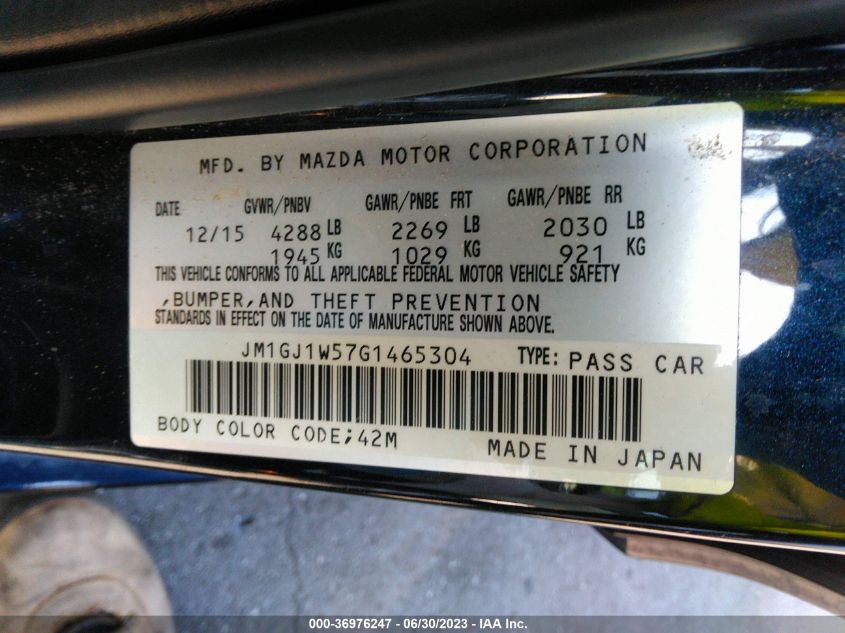 MFD. BY MAZDA MOTOR CORPORATION
DATE GVWR/PNBV GAWR/PNBE FRT GAWR/PNBE RR
12/15 4288 LB 2269 LB 2030 LB
1945 KG 1029 KG 921 KG
THIS VEHICLE CONFORMS TO ALL APPLICABLE FEDERAL MOTOR VEHICLE SAFETY
,BUMPER,AND THEFT PREVENTION
STANDARDS IN EFFECT ON THE DATE OF MANUFACTURE SHOWN ABOVE.
JM1GJ1W57G1465304 TYPE: PASS CAR
BODY COLOR CODE;42M
MADE IN JAPAN
000-36976247 - 06/30/2023 - IAA Inc.